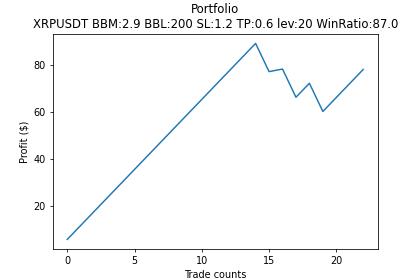 Portfolio
XRPUSDT BBM:2.9 BBL:200 SL:1.2 TP:0.6 lev:20 WinRatio:87.0
80
60
40
20
Profit ($)
0 5 10 15 20
Trade counts